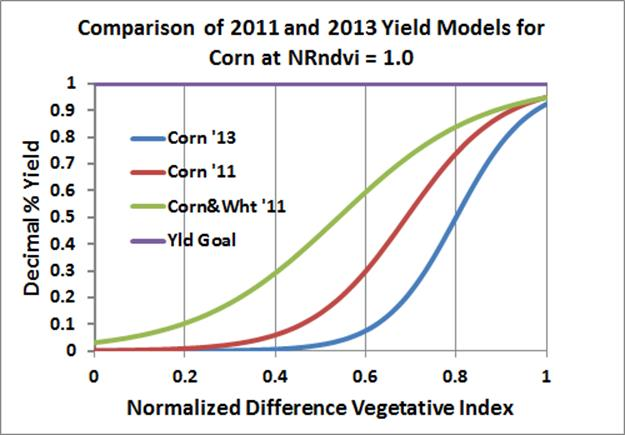 Comparison of 2011 and 2013 Yield Models for
Corn at NRndvi = 1.0
1
0.9
0.8
0.7
0.6
0.5
0.4
0.3
0.2
0.1
0
Decimal % Yield
Corn '13
Corn '11
Corn&Wht '11
Yld Goal
0 0.2 0.4 0.6 0.8 1
Normalized Difference Vegetative Index